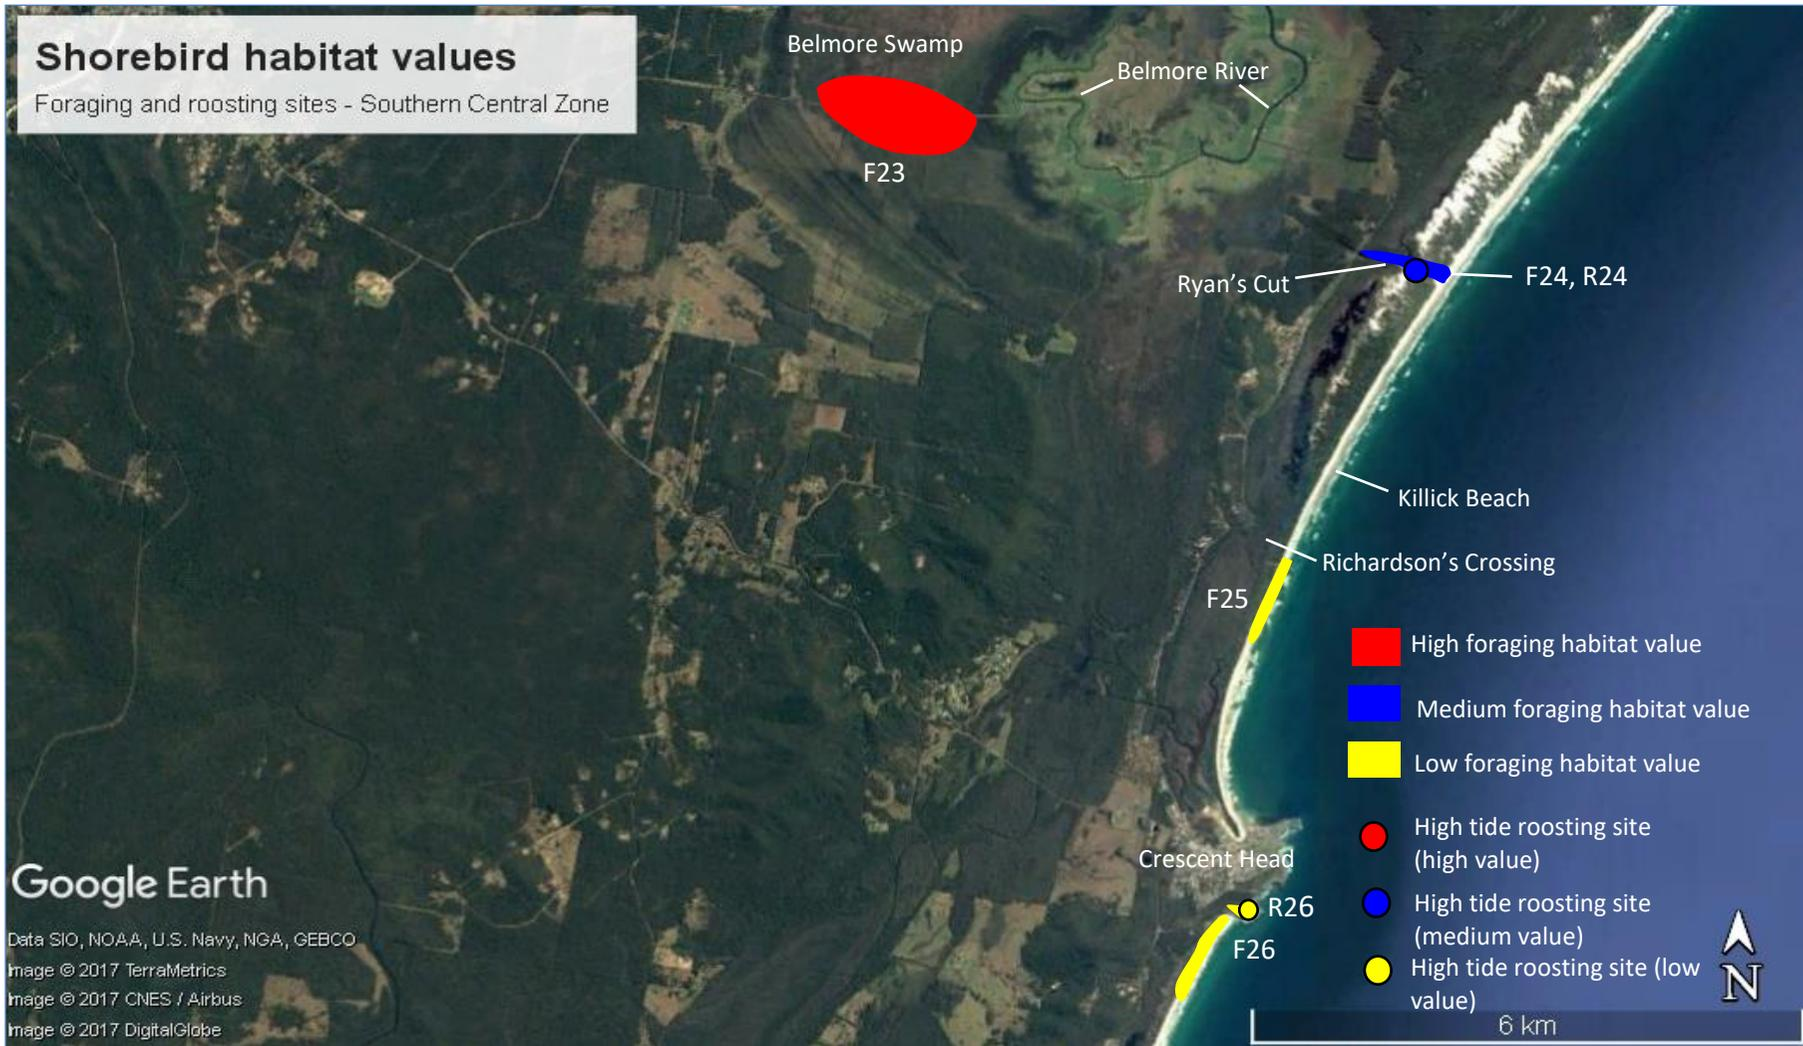 Shorebird habitat values
Foraging and roosting sites - Southern Central Zone
Belmore Swamp
Belmore River
F23
Ryan's Cut
F24, R24
Killick Beach
Richardson's Crossing
F25
High foraging habitat value
Medium foraging habitat value
Low foraging habitat value
High tide roosting site
(high value)
High tide roosting site
(medium value)
High tide roosting site (low
value)
Crescent Head
R26
F26
Google Earth
Data SIO, NOAA, U.S. Navy, NGA, GEBCO
Image © 2017 TerraMetrics
Image © 2017 CNES / Airbus
Image © 2017 DigitalGlobe
N
6 km